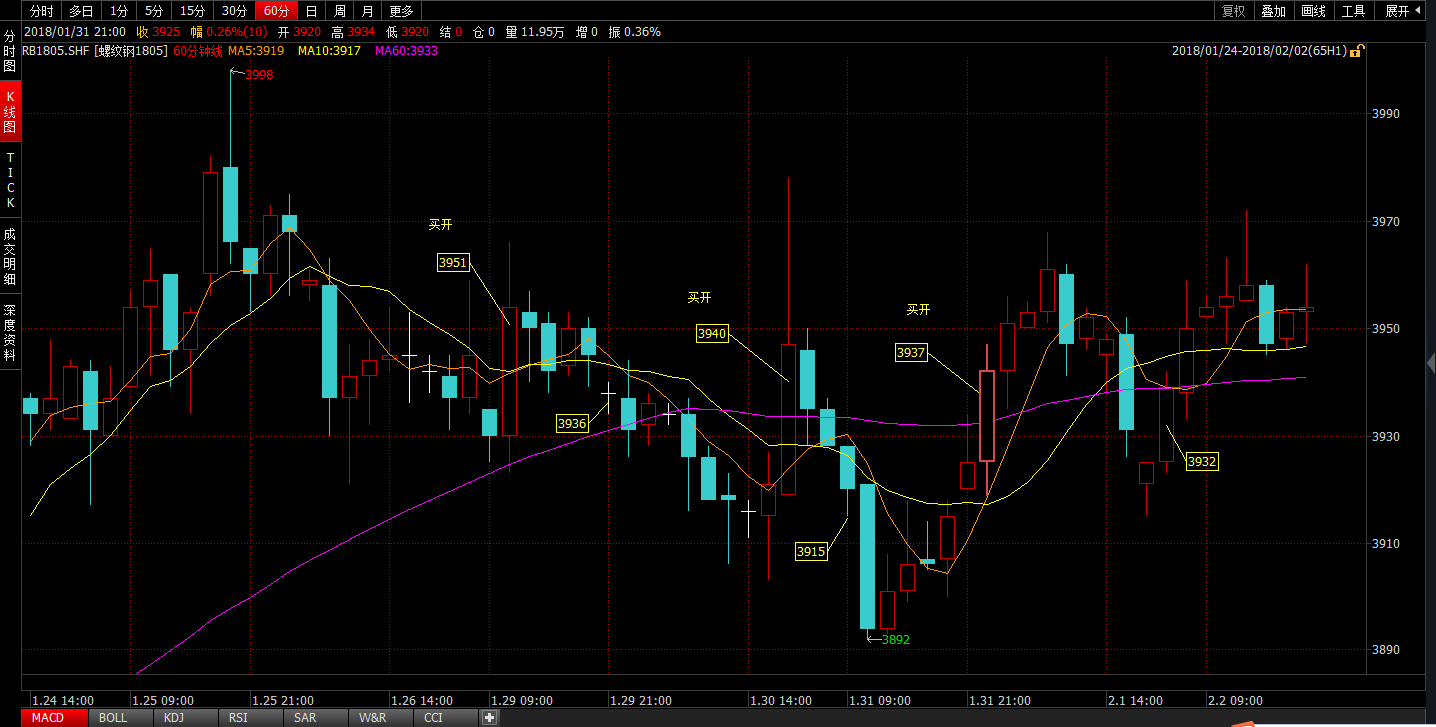 分时 多日 1分 5分 15分 30分 60分 日 周 月 更多 复权 叠加 画线 工具 展开
2018/01/31 21:00 收 3925 幅 0.26%(10) 开 3920 高 3934 低 3920 结 0 仓 0 量 11.95万 增 0 振 0.36%
RB1805.SHF [螺纹钢1805] 60分钟线 MA5:3919 MA10:3917 MA60:3933 2018/01/24-2018/02/02(65H1)
分时图
K线图
TICK
成交明细
深度资料
3998
3990
3970
买开
3951
买开
3940
买开
3937
3950
3936
3930
3932
3915
3910
3892
3890
1.24 14:00 1.25 09:00 1.25 21:00 1.26 14:00 1.29 09:00 1.29 21:00 1.30 14:00 1.31 09:00 1.31 21:00 2.1 14:00 2.2 09:00
MACD BOLL KDJ RSI SAR W&R CCI